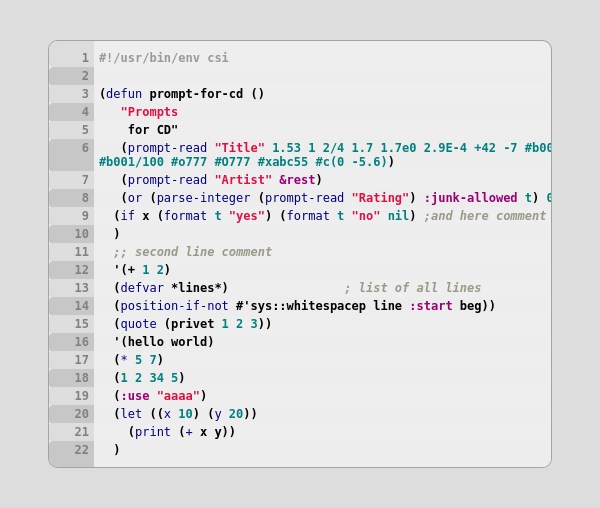 1 #!/usr/bin/env csi
2
3 (defun prompt-for-cd ()
4 "Prompts
5 for CD"
6 (prompt-read "Title" 1.53 1 2/4 1.7 1.7e0 2.9E-4 +42 -7 #b00
#b001/100 #o777 #O777 #xabc55 #c(0 -5.6))
7 (prompt-read "Artist" &rest)
8 (or (parse-integer (prompt-read "Rating") :junk-allowed t) 0
9 (if x (format t "yes") (format t "no" nil) ;and here comment
10 )
11 ;; second line comment
12 '(+ 1 2)
13 (defvar *lines*) ; list of all lines
14 (position-if-not #'sys::whitespacep line :start beg))
15 (quote (privet 1 2 3))
16 '(hello world)
17 (* 5 7)
18 (1 2 34 5)
19 (:use "aaaa")
20 (let ((x 10) (y 20))
21 (print (+ x y))
22 )